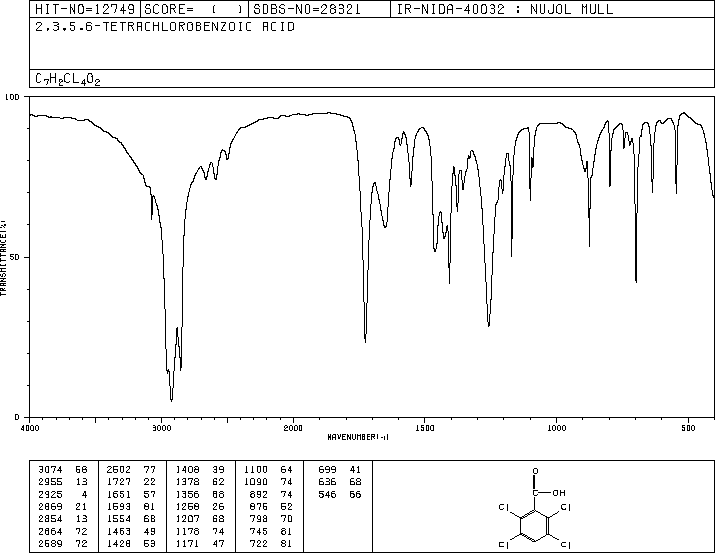 HIT-NO=12749 SCORE= ( ) SDBS-NO=28321 IR-NIDA-40032 : NUJOL MULL
2,3,5,6-TETRACHLOROBENZOIC ACID
C7H2CL4O2
100
50
0
TRANSMITTANCE(%)
4000 3000 2000 1500 1000 500
WAVENUMBER(-1)
3074 66 2502 77 1408 39 1100 64 699 41
2955 13 1727 22 1378 62 1090 74 636 68
2925 4 1651 57 1356 68 892 74 546 66
2869 21 1593 81 1258 26 876 52
2854 13 1554 68 1207 68 798 70
2664 72 1463 49 1178 74 745 81
2589 72 1428 53 1171 47 722 81
O
C OH
Cl Cl
Cl Cl